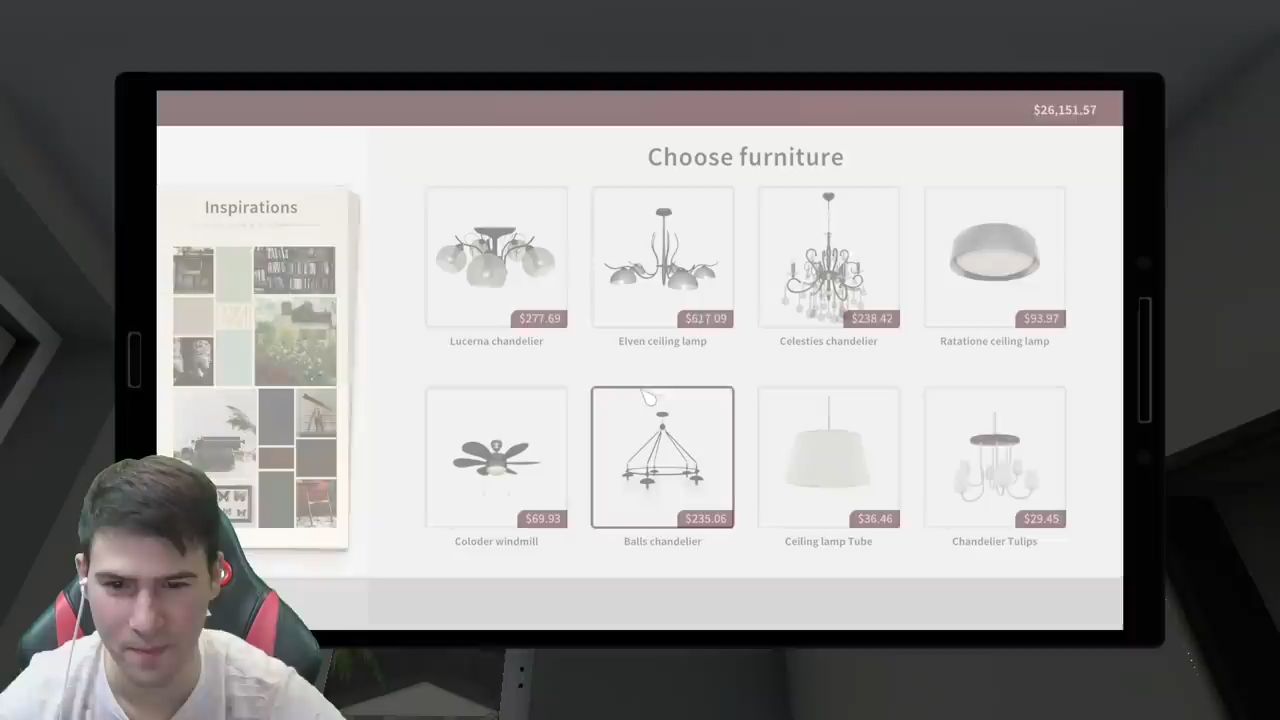 $26,151.57
Choose furniture
Inspirations
$277.69
$617.09
$238.42
$93.97
Lucerna chandelier
Elven ceiling lamp
Celesties chandelier
Ratatione ceiling lamp
$69.93
$235.06
$36.46
$29.45
Coloder windmill
Balls chandelier
Ceiling lamp Tube
Chandelier Tulips